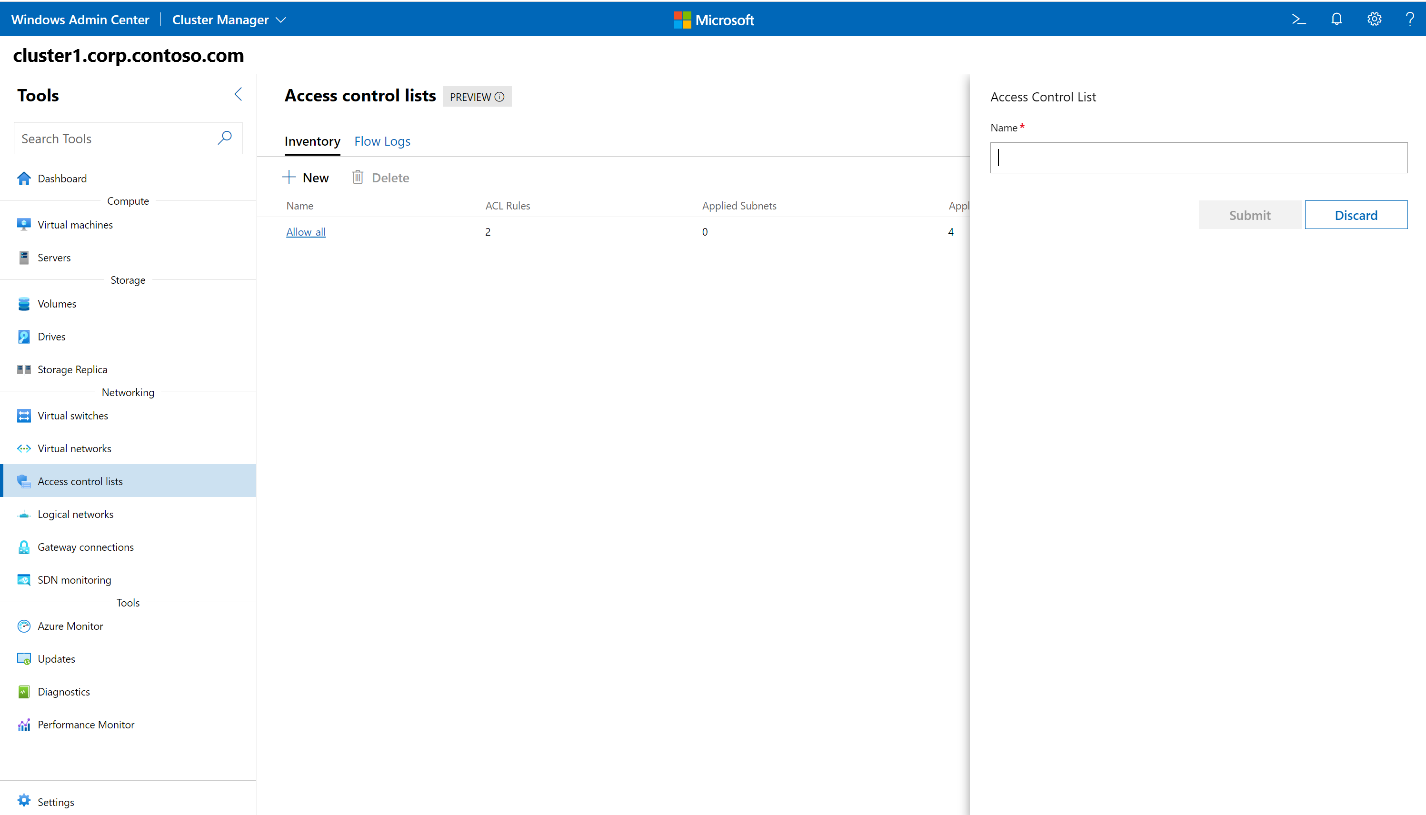 Windows Admin Center
Cluster Manager
Microsoft
cluster1.corp.contoso.com
Tools
Search Tools
Dashboard
Compute
Virtual machines
Servers
Storage
Volumes
Drives
Storage Replica
Networking
Virtual switches
Virtual networks
Access control lists
Logical networks
Gateway connections
SDN monitoring
Tools
Azure Monitor
Updates
Diagnostics
Performance Monitor
Settings
Access control lists PREVIEW
Inventory Flow Logs
New Delete
Name ACL Rules Applied Subnets Appl
Allow_all 2 0 4
Access Control List
Name *
Submit Discard